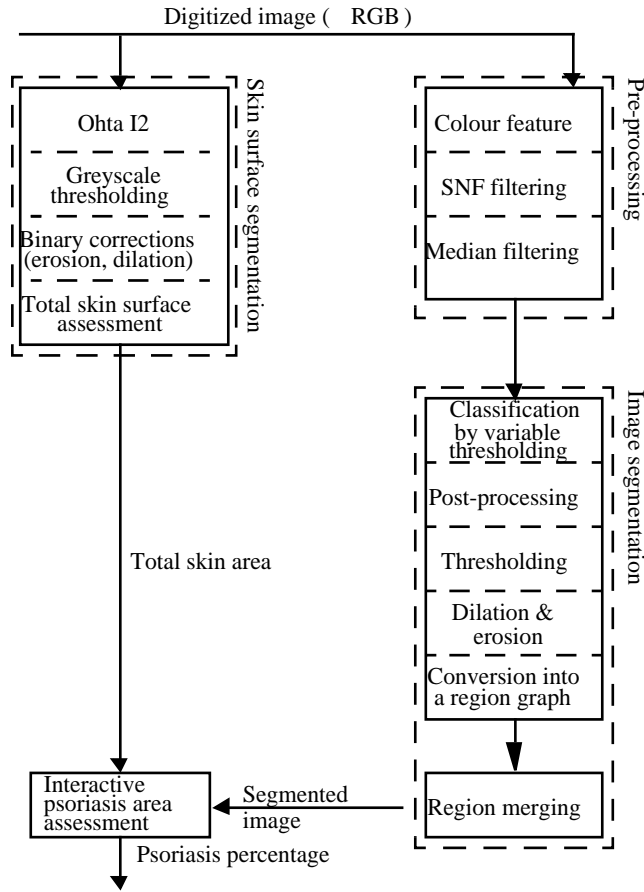 Digitized image ( RGB )
Skin surface segmentation
Ohta I2
Greyscale
thresholding
Binary corrections
(erosion, dilation)
Total skin surface
assessment
Pre-processing
Colour feature
SNF filtering
Median filtering
Image segmentation
Classification
by variable
thresholding
Post-processing
Thresholding
Dilation &
erosion
Conversion into
a region graph
Region merging
Total skin area
Segmented
image
Interactive
psoriasis area
assessment
Psoriasis percentage